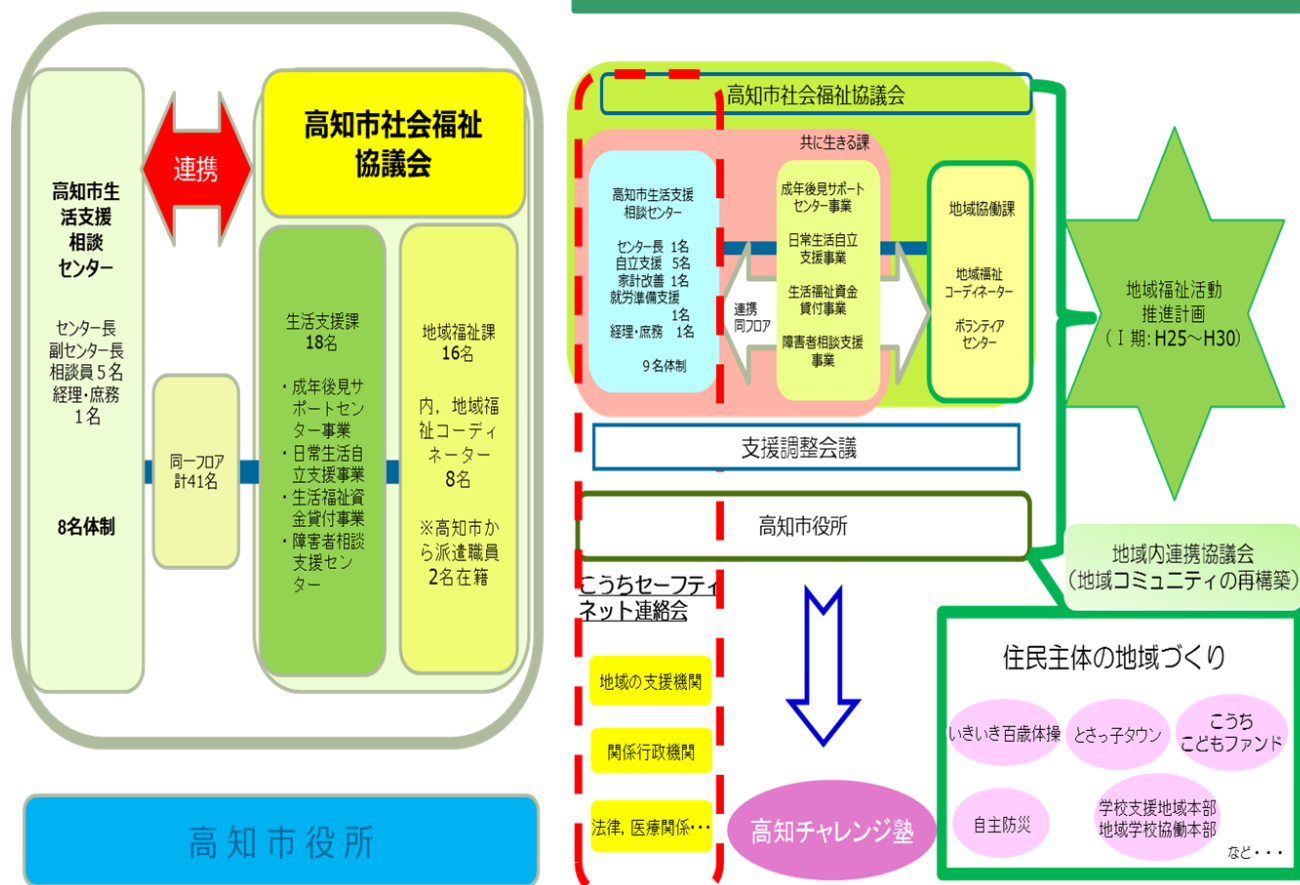 連携
高知市社会福祉
協議会
高知市生
活支援
相談
センター
センター長
副センター長
相談員5名
経理・庶務
1名
8名体制
同一フロア
計41名
生活支援課
18名
・成年後見サ
ポートセン
ター事業
・日常生活自
立支援事業
・生活福祉資
金貸付事業
・障害者相談
支援セン
ター
地域福祉課
16名
内，地域福
祉コーディ
ネーター
8名
※高知市か
ら派遣職員
2名在籍
高知市役所
高知市社会福祉協議会
共に生きる課
高知市生活支援
相談センター
センター長 1名
自立支援 5名
家計改善 1名
就労準備支援
1名
経理・庶務 1名
9名体制
連携
同フロア
成年後見サポート
センター事業
日常生活自立
支援事業
生活福祉資金
貸付事業
障害者相談支援
事業
地域協働課
地域福祉
コーディネーター
ボランティア
センター
地域福祉活動
推進計画
（Ⅰ期：H25～H30）
支援調整会議
高知市役所
こうちセーフティ
ネット連絡会
地域の支援機関
関係行政機関
法律，医療関係・・・
高知チャレンジ塾
地域内連携協議会
（地域コミュニティの再構築）
住民主体の地域づくり
いきいき百歳体操
とさっ子タウン
こうち
こどもファンド
自主防災
学校支援地域本部
地域学校協働本部
など・・・